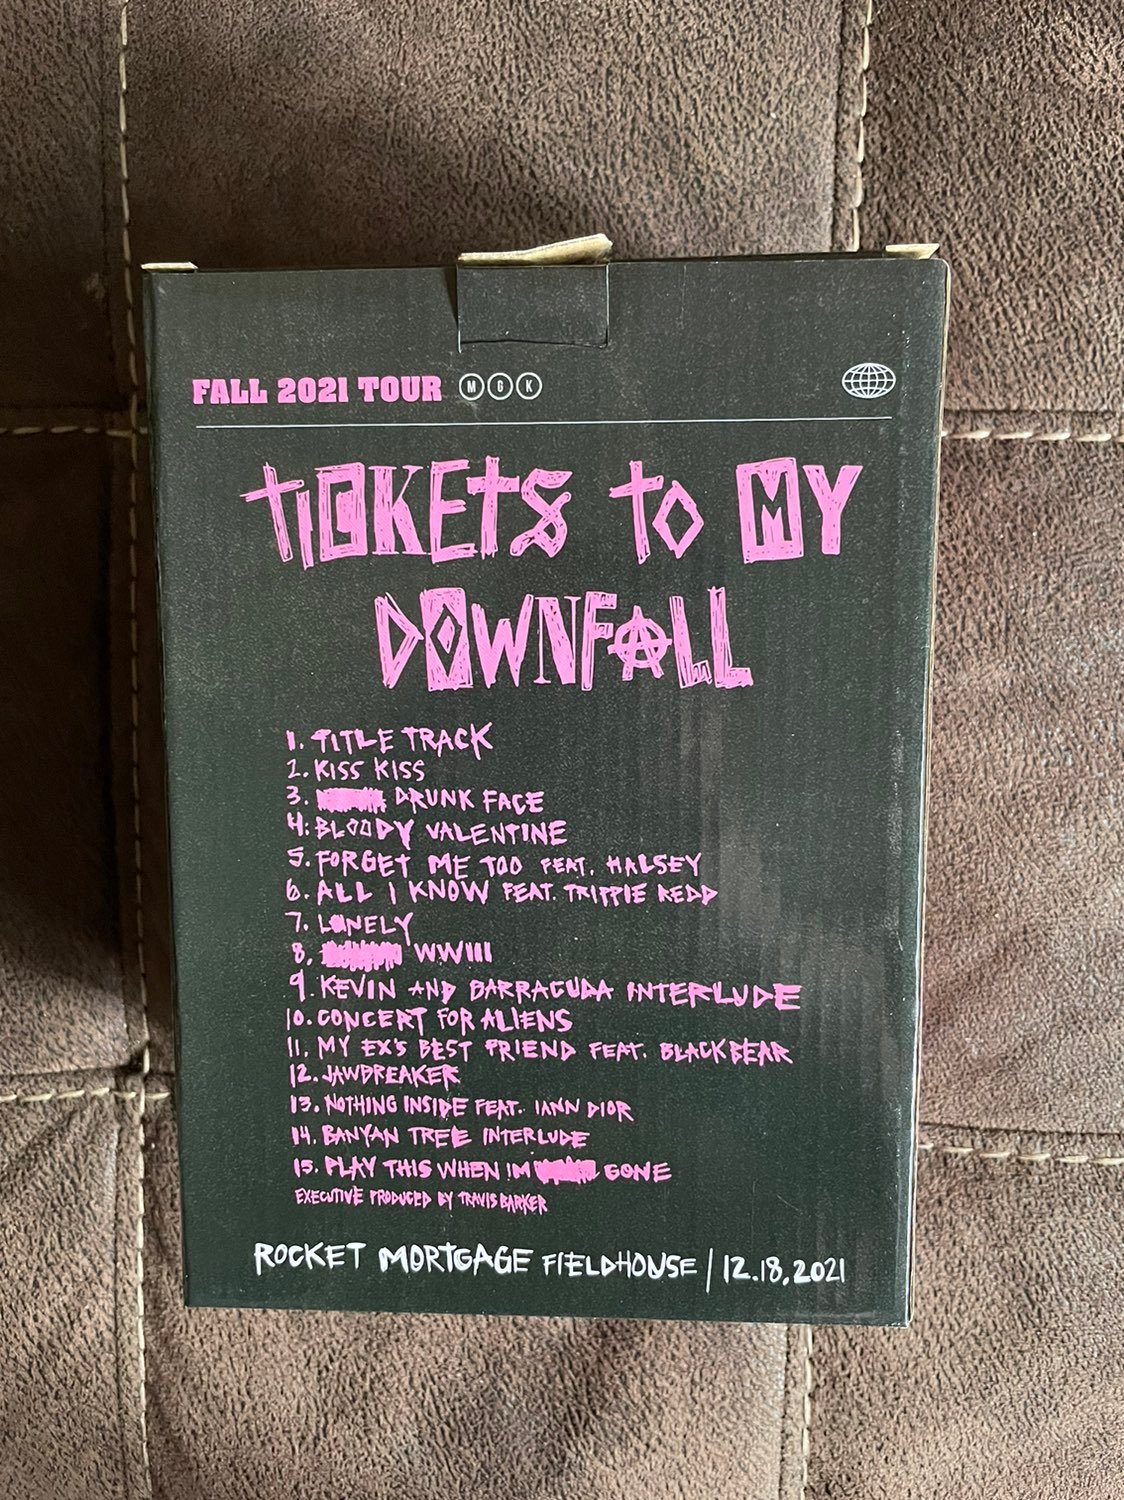 FALL 2021 TOUR M G K
TICKETS TO MY
DOWNFALL
1. TITLE TRACK
2. KISS KISS
3. DRUNK FACE
4. BLOODY VALENTINE
5. FORGET ME TOO FEAT. HALSEY
6. ALL I KNOW FEAT. TRIPPIE REDD
7. LONELY
8. WWIII
9. KEVIN AND BARRACUDA INTERLUDE
10. CONCERT FOR ALIENS
11. MY EX'S BEST FRIEND FEAT. BLACKBEAR
12. JAWBREAKER
13. NOTHING INSIDE FEAT. IANN DIOR
14. BANYAN TREE INTERLUDE
15. PLAY THIS WHEN IM GONE
EXECUTIVE PRODUCED BY TRAVIS BARKER
ROCKET MORTGAGE FIELDHOUSE | 12.18.2021